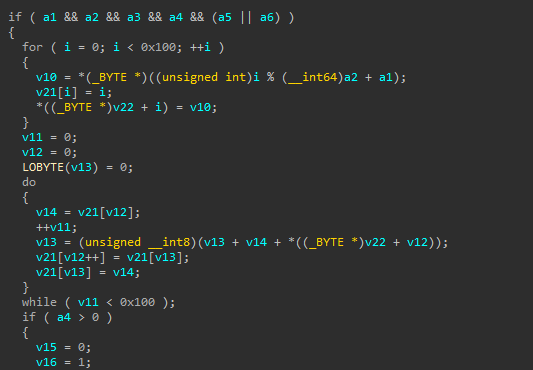 if ( a1 && a2 && a3 && a4 && (a5 || a6) )
{
  for ( i = 0; i < 0x100; ++i )
  {
    v10 = *(_BYTE *)((unsigned int)i % (__int64)a2 + a1);
    v21[i] = i;
    *((_BYTE *)v22 + i) = v10;
  }
  v11 = 0;
  v12 = 0;
  LOBYTE(v13) = 0;
  do
  {
    v14 = v21[v12];
    ++v11;
    v13 = (unsigned __int8)(v13 + v14 + *((_BYTE *)v22 + v12));
    v21[v12++] = v21[v13];
    v21[v13] = v14;
  }
  while ( v11 < 0x100 );
  if ( a4 > 0 )
  {
    v15 = 0;
    v16 = 1;